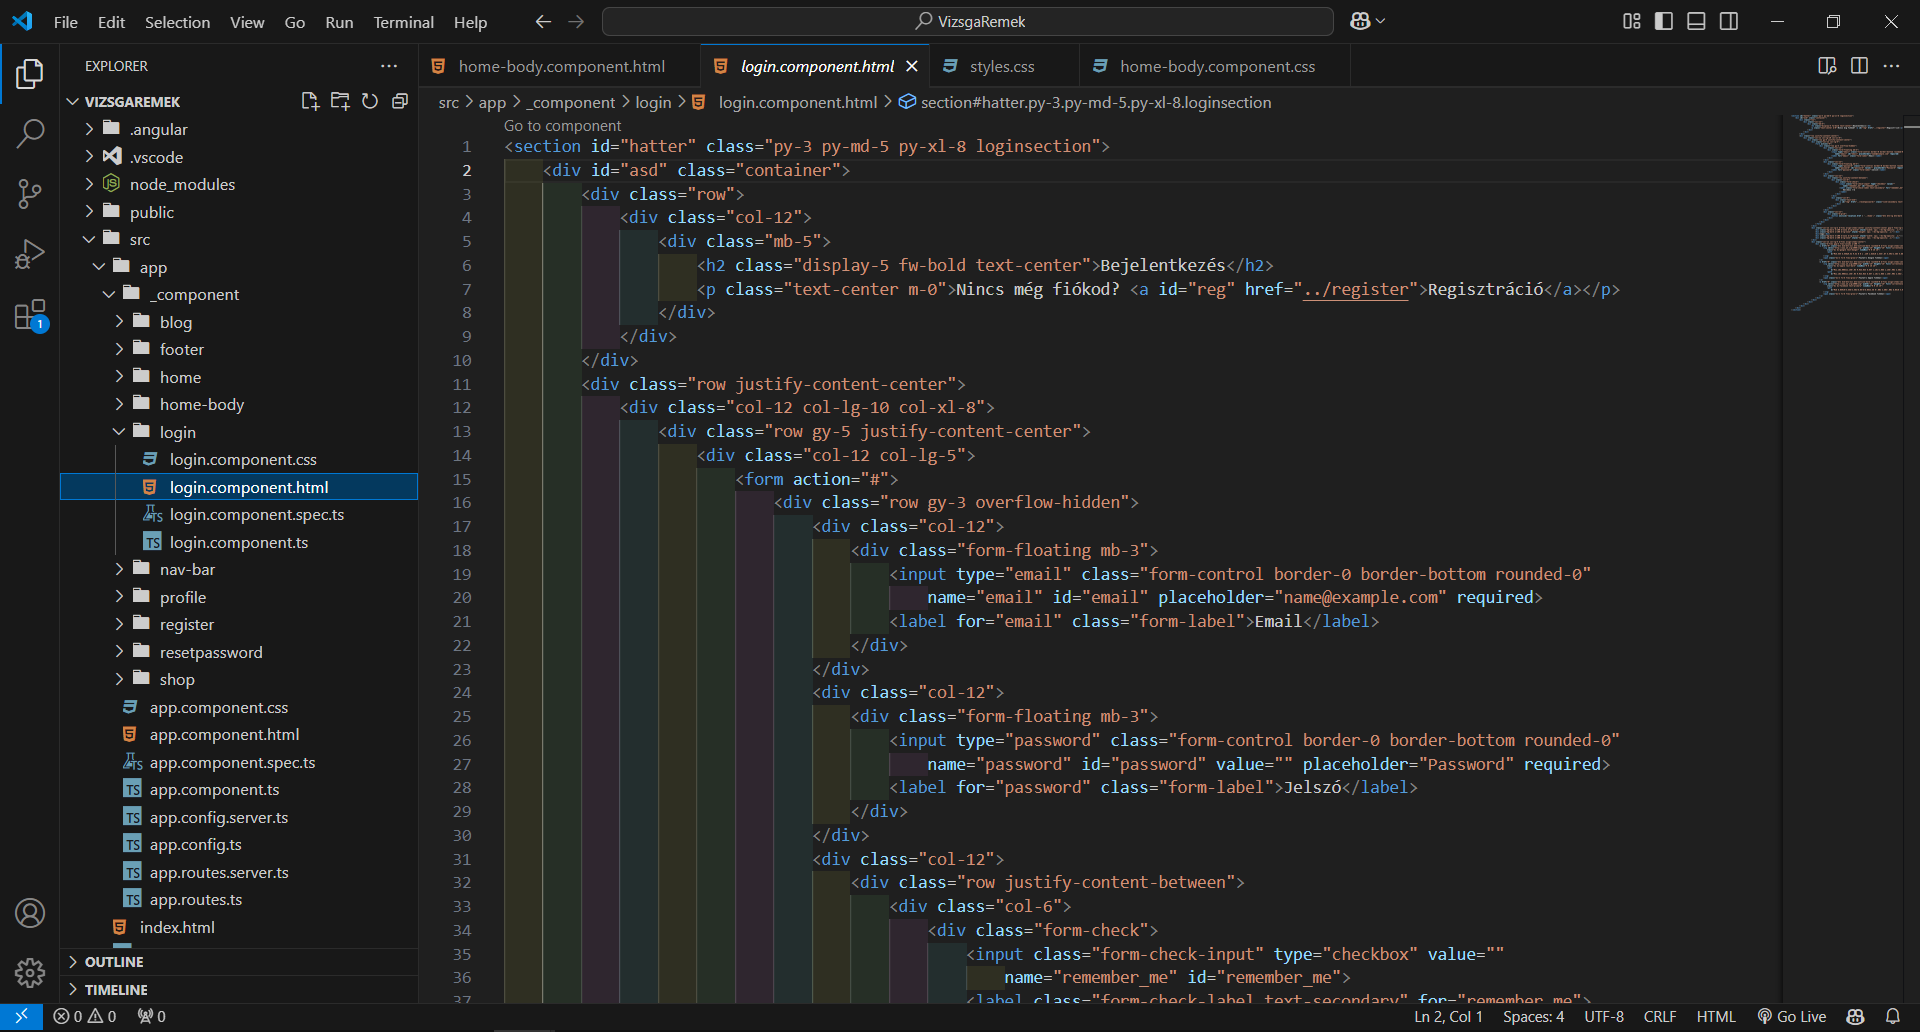 File Edit Selection View Go Run Terminal Help
VizsgaRemek
EXPLORER
VIZSGAREMEK
.angular
.vscode
node_modules
public
src
app
_component
blog
footer
home
home-body
login
login.component.css
login.component.html
login.component.spec.ts
login.component.ts
nav-bar
profile
register
resetpassword
shop
app.component.css
app.component.html
app.component.spec.ts
app.component.ts
app.config.server.ts
app.config.ts
app.routes.server.ts
app.routes.ts
index.html
OUTLINE
TIMELINE
1
home-body.component.html login.component.html styles.css home-body.component.css
src > app > _component > login > login.component.html > section#hatter.py-3.py-md-5.py-xl-8.loginsection
Go to component
1 <section id="hatter" class="py-3 py-md-5 py-xl-8 loginsection">
2 <div id="asd" class="container">
3 <div class="row">
4 <div class="col-12">
5 <div class="mb-5">
6 <h2 class="display-5 fw-bold text-center">Bejelentkezés</h2>
7 <p class="text-center m-0">Nincs még fiókod? <a id="reg" href="../register">Regisztráció</a></p>
8 </div>
9 </div>
10 </div>
11 <div class="row justify-content-center">
12 <div class="col-12 col-lg-10 col-xl-8">
13 <div class="row gy-5 justify-content-center">
14 <div class="col-12 col-lg-5">
15 <form action="#">
16 <div class="row gy-3 overflow-hidden">
17 <div class="col-12">
18 <div class="form-floating mb-3">
19 <input type="email" class="form-control border-0 border-bottom rounded-0"
20 name="email" id="email" placeholder="name@example.com" required>
21 <label for="email" class="form-label">Email</label>
22 </div>
23 </div>
24 <div class="col-12">
25 <div class="form-floating mb-3">
26 <input type="password" class="form-control border-0 border-bottom rounded-0"
27 name="password" id="password" value="" placeholder="Password" required>
28 <label for="password" class="form-label">Jelszó</label>
29 </div>
30 </div>
31 <div class="col-12">
32 <div class="row justify-content-between">
33 <div class="col-6">
34 <div class="form-check">
35 <input class="form-check-input" type="checkbox" value=""
36 name="remember_me" id="remember_me">
37 <label class="form-check-label text-secondary" for="remember_me">
0 0 0 Ln 2, Col 1 Spaces: 4 UTF-8 CRLF HTML Go Live